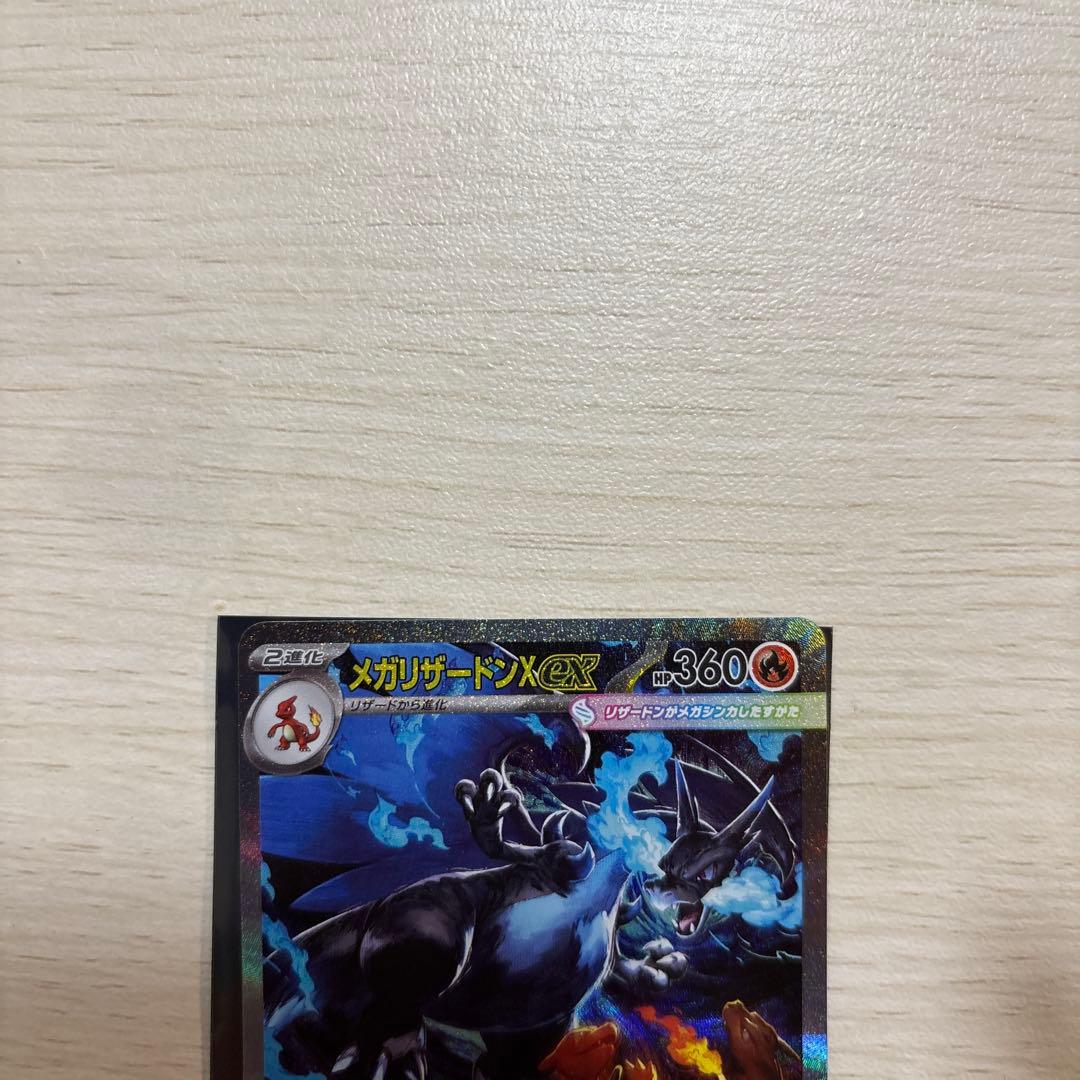 2進化
メガリザードンXex
HP360
リザードから進化
リザードンがメガシンカしたすがた